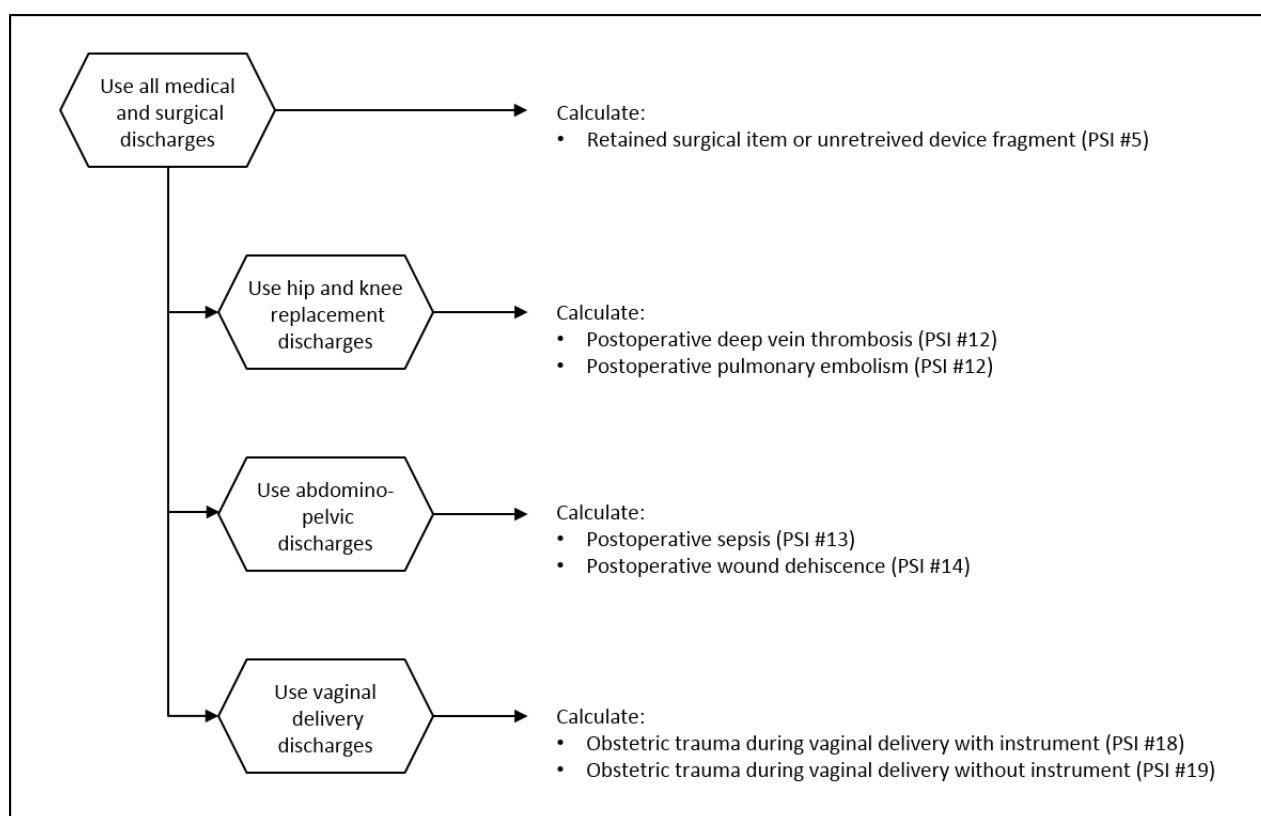 Use all medical
and surgical
discharges
Calculate:
• Retained surgical item or unretreived device fragment (PSI #5)
Use hip and knee
replacement
discharges
Calculate:
• Postoperative deep vein thrombosis (PSI #12)
• Postoperative pulmonary embolism (PSI #12)
Use abdomino-
pelvic
discharges
Calculate:
• Postoperative sepsis (PSI #13)
• Postoperative wound dehiscence (PSI #14)
Use vaginal
delivery
discharges
Calculate:
• Obstetric trauma during vaginal delivery with instrument (PSI #18)
• Obstetric trauma during vaginal delivery without instrument (PSI #19)